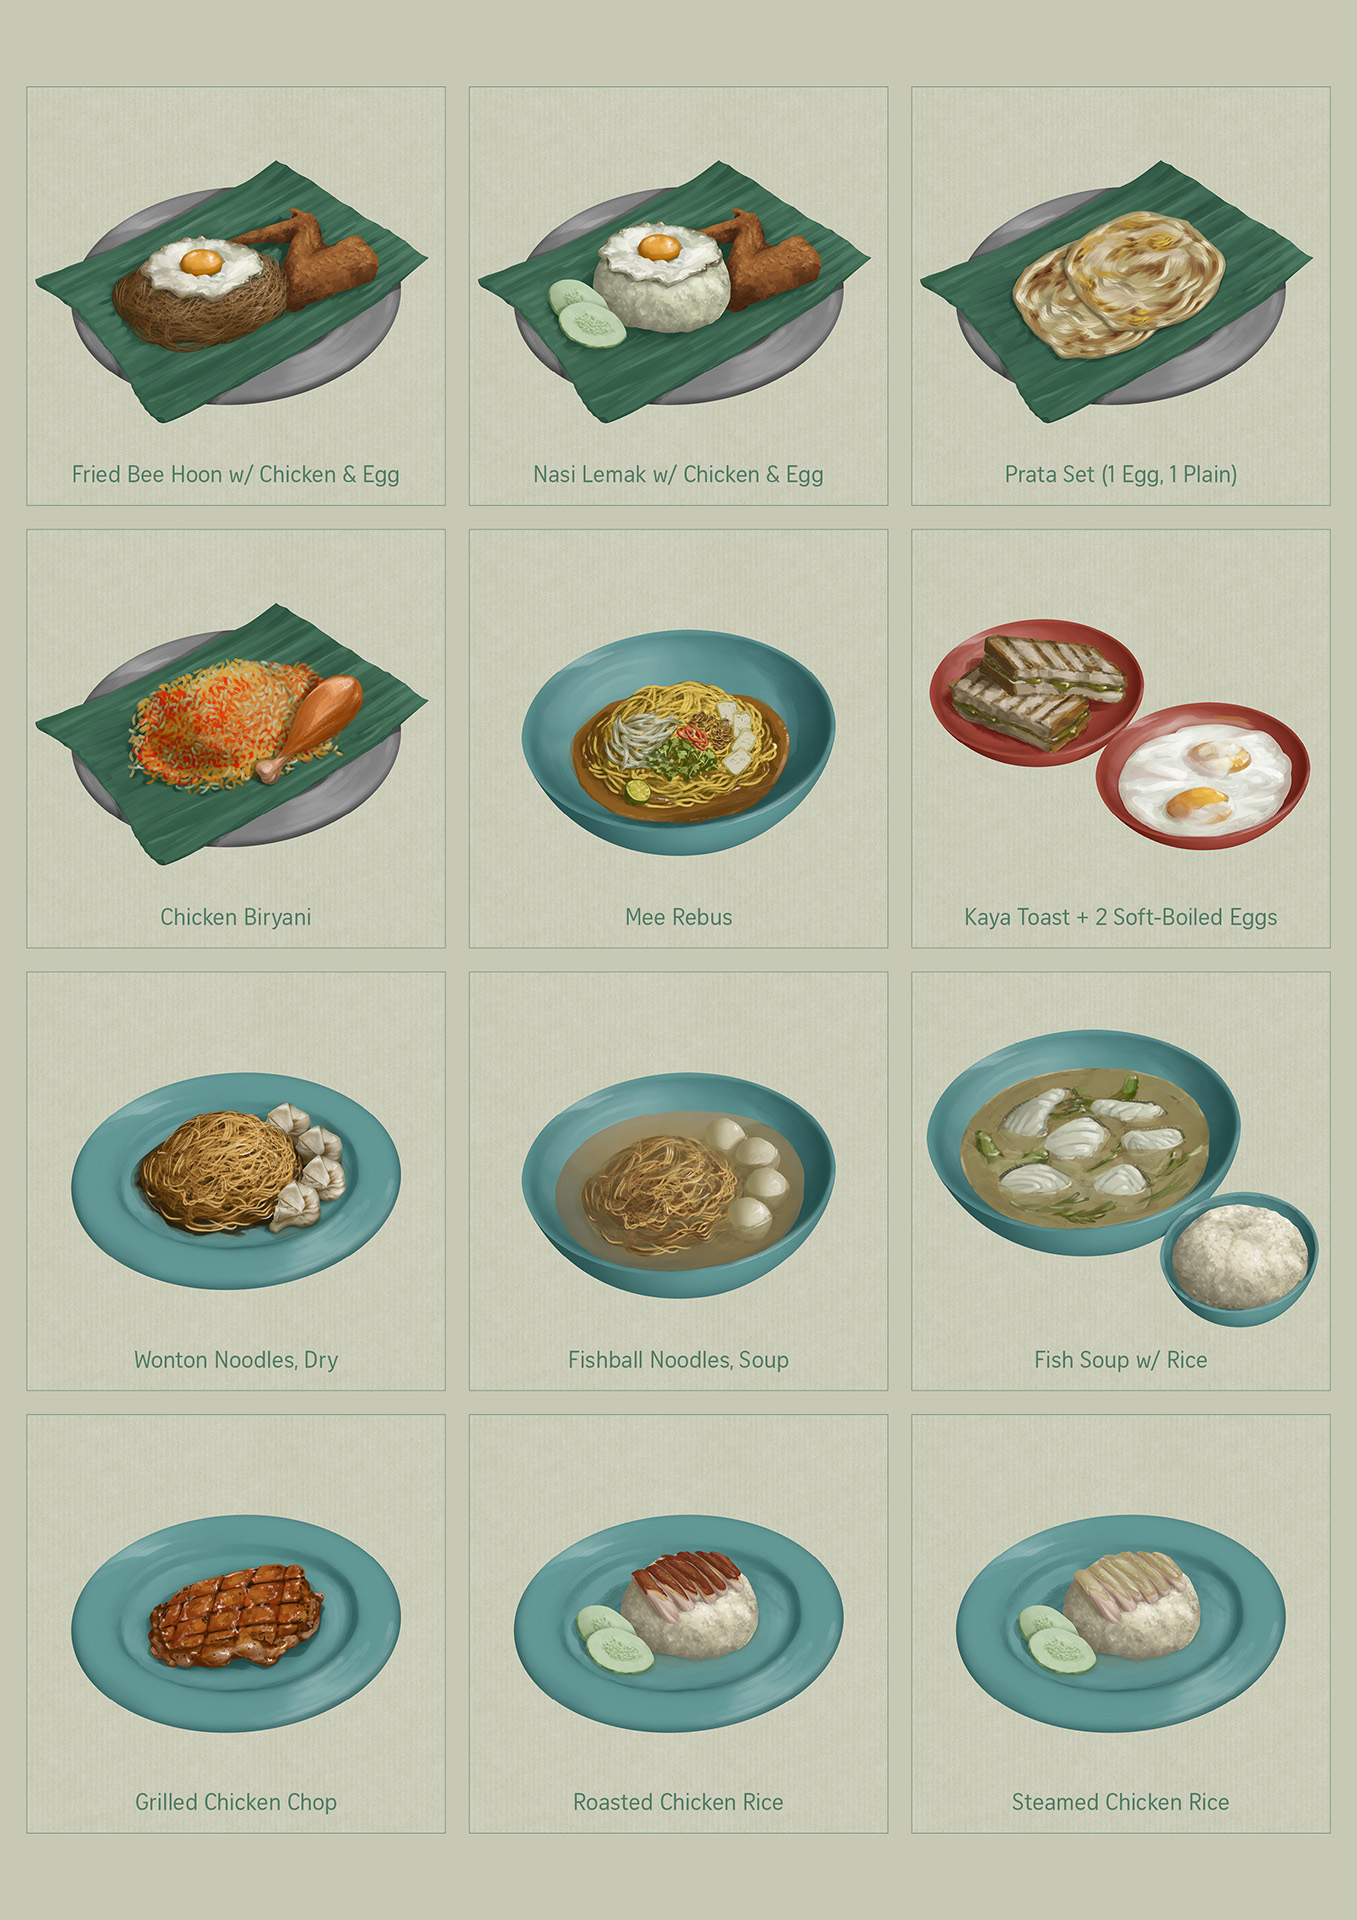 Fried Bee Hoon w/ Chicken & Egg
Nasi Lemak w/ Chicken & Egg
Prata Set (1 Egg, 1 Plain)
Chicken Biryani
Mee Rebus
Kaya Toast + 2 Soft-Boiled Eggs
Wonton Noodles, Dry
Fishball Noodles, Soup
Fish Soup w/ Rice
Grilled Chicken Chop
Roasted Chicken Rice
Steamed Chicken Rice